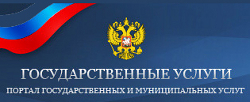 ГОСУДАРСТВЕННЫЕ УСЛУГИ
ПОРТАЛ ГОСУДАРСТВЕННЫХ И МУНИЦИПАЛЬНЫХ УСЛУГ